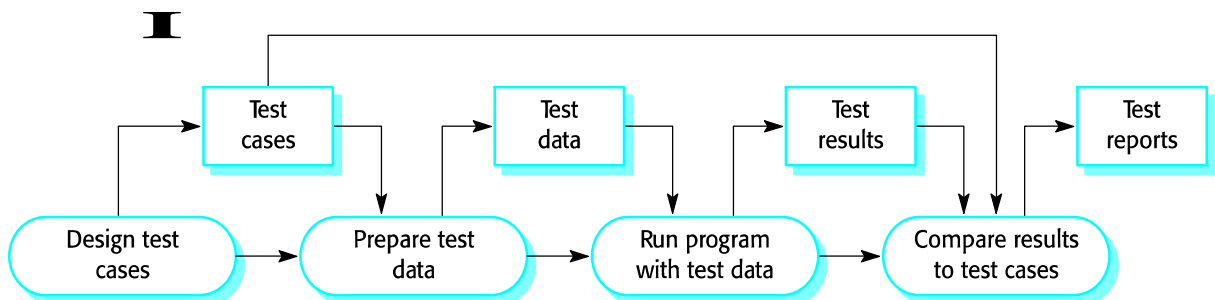 I
Test
cases
Test
data
Test
results
Test
reports
Design test
cases
Prepare test
data
Run program
with test data
Compare results
to test cases